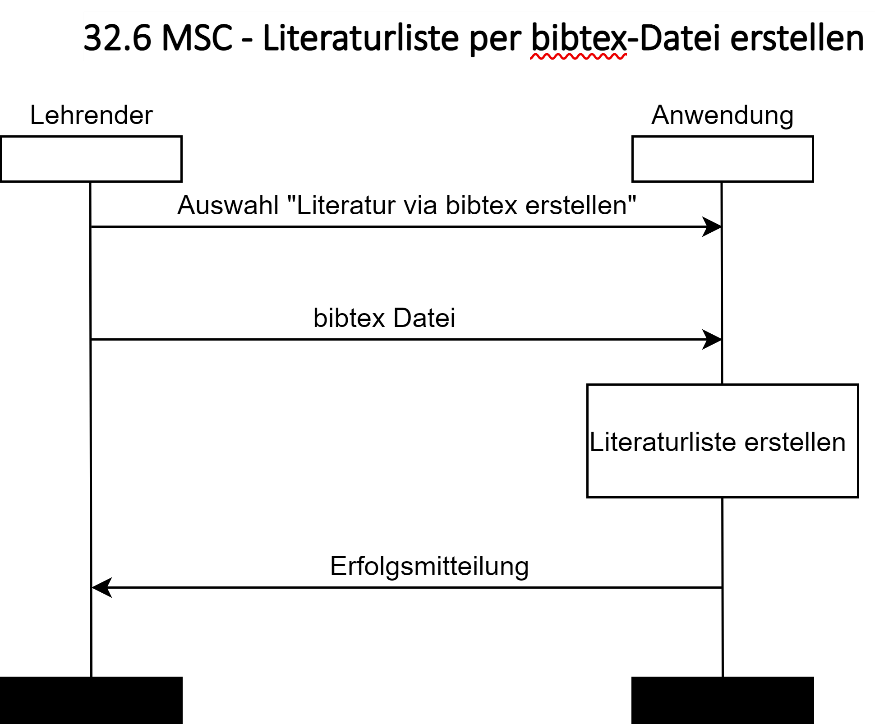 32.6 MSC - Literaturliste per bibtex-Datei erstellen
Lehrender
Anwendung
Auswahl "Literatur via bibtex erstellen"
bibtex Datei
Literaturliste erstellen
Erfolgsmitteilung